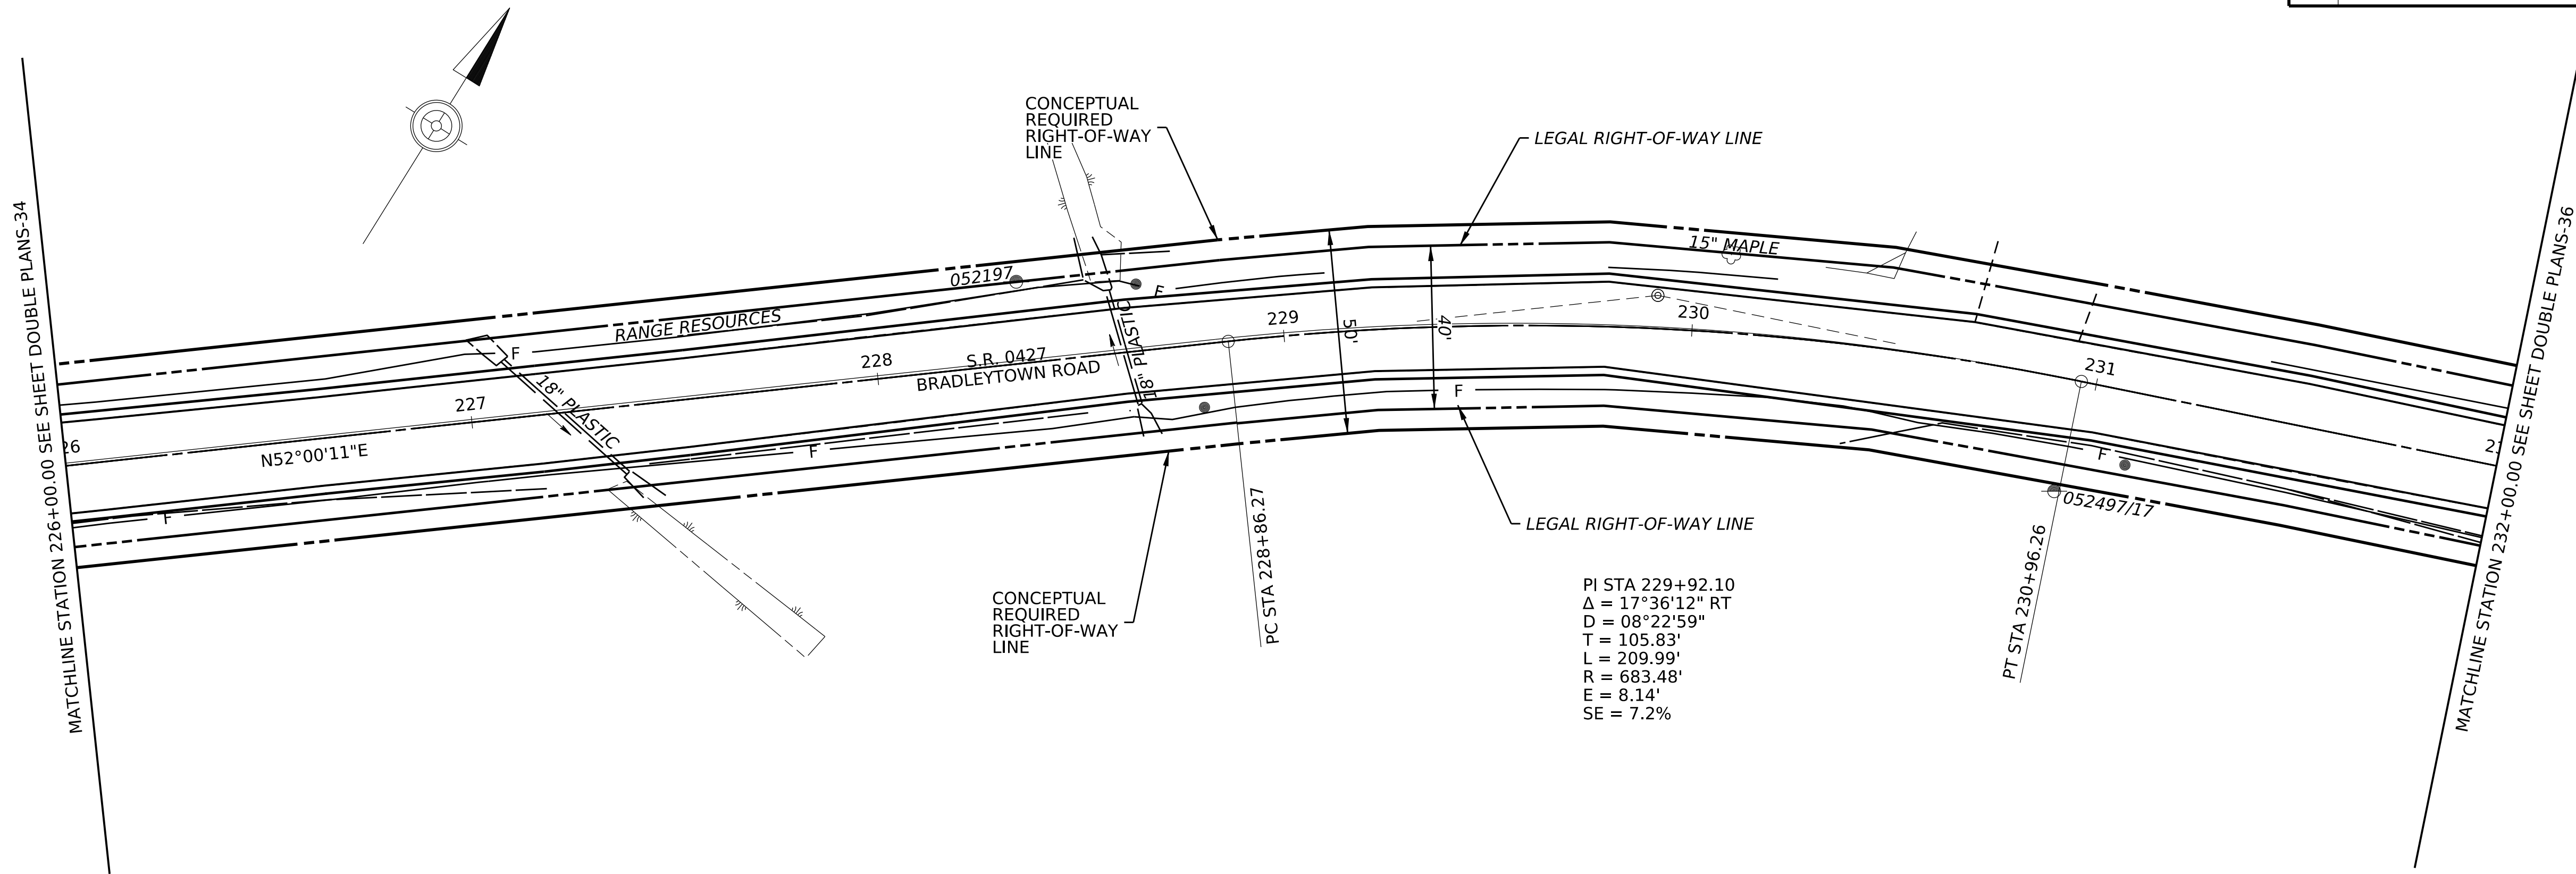 MATCHLINE STATION 226+00.00 SEE SHEET DOUBLE PLANS-34
CONCEPTUAL
REQUIRED
RIGHT-OF-WAY
LINE
LEGAL RIGHT-OF-WAY LINE
15" MAPLE
052197
F
RANGE RESOURCES
F
18" PLASTIC
18" PLASTIC
226
227
228
229
230
231
S.R. 0427
BRADLEYTOWN ROAD
N52°00'11"E
50'
40'
F
F
F
F
052497/17
LEGAL RIGHT-OF-WAY LINE
CONCEPTUAL
REQUIRED
RIGHT-OF-WAY
LINE
PC STA 228+86.27
PI STA 229+92.10
Δ = 17°36'12" RT
D = 08°22'59"
T = 105.83'
L = 209.99'
R = 683.48'
E = 8.14'
SE = 7.2%
PT STA 230+96.26
MATCHLINE STATION 232+00.00 SEE SHEET DOUBLE PLANS-36